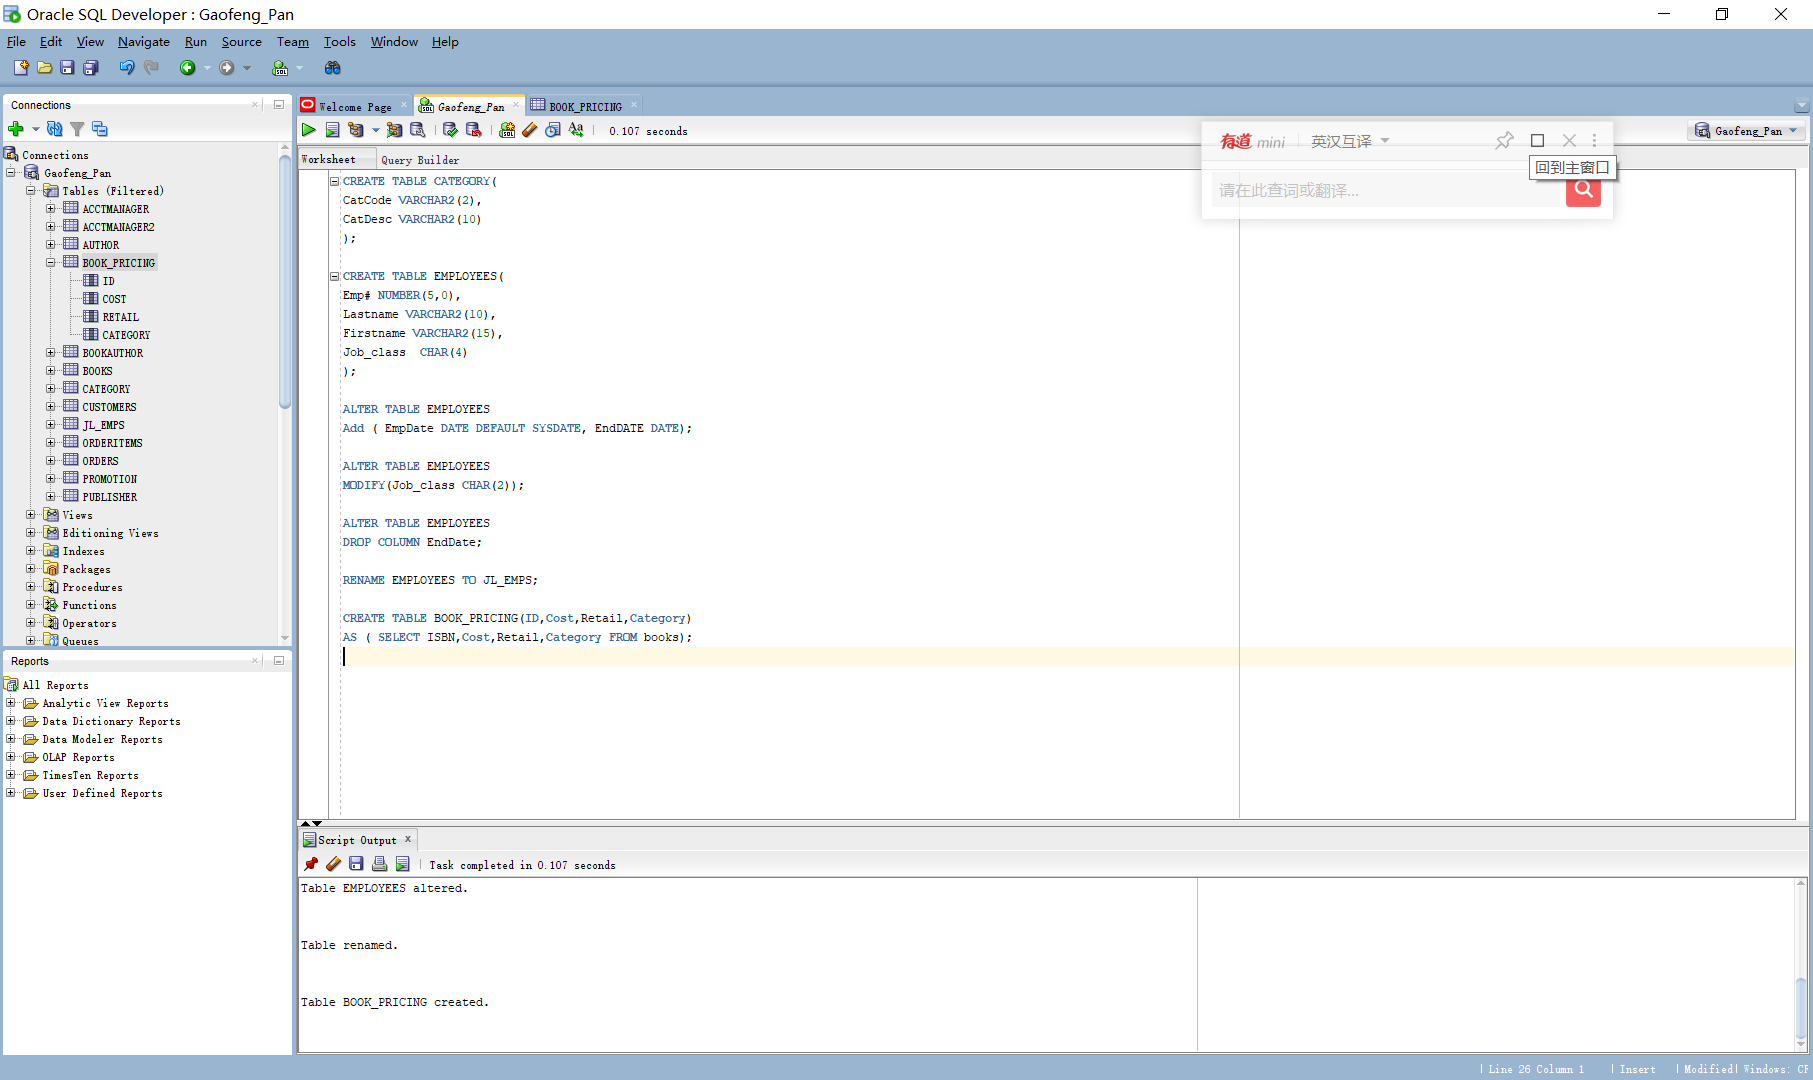 Oracle SQL Developer : Gaofeng_Pan
File Edit View Navigate Run Source Team Tools Window Help
Connections
Connections
Gaofeng_Pan
Tables (Filtered)
ACCTMANAGER
ACCTMANAGER2
AUTHOR
BOOK_PRICING
ID
COST
RETAIL
CATEGORY
BOOKAUTHOR
BOOKS
CATEGORY
CUSTOMERS
JL_EMPS
ORDERITEMS
ORDERS
PROMOTION
PUBLISHER
Views
Editioning Views
Indexes
Packages
Procedures
Functions
Operators
Queues
Reports
All Reports
Analytic View Reports
Data Dictionary Reports
Data Modeler Reports
OLAP Reports
TimesTen Reports
User Defined Reports
Welcome Page Gaofeng_Pan BOOK_PRICING
0.107 seconds
Gaofeng_Pan
Worksheet Query Builder
CREATE TABLE CATEGORY(
CatCode VARCHAR2(2),
CatDesc VARCHAR2(10)
);
CREATE TABLE EMPLOYEES(
Emp# NUMBER(5,0),
Lastname VARCHAR2(10),
Firstname VARCHAR2(15),
Job_class  CHAR(4)
);
ALTER TABLE EMPLOYEES
Add ( EmpDate DATE DEFAULT SYSDATE, EndDATE DATE);
ALTER TABLE EMPLOYEES
MODIFY(Job_class CHAR(2));
ALTER TABLE EMPLOYEES
DROP COLUMN EndDate;
RENAME EMPLOYEES TO JL_EMPS;
CREATE TABLE BOOK_PRICING(ID,Cost,Retail,Category)
AS ( SELECT ISBN,Cost,Retail,Category FROM books);
有道 mini 英汉互译
回到主窗口
请在此查词或翻译...
Script Output
Task completed in 0.107 seconds
Table EMPLOYEES altered.
Table renamed.
Table BOOK_PRICING created.
Line 26 Column 1 Insert Modified Windows: CR